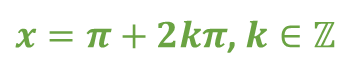 x = π + 2kπ, k ∈ ℤ